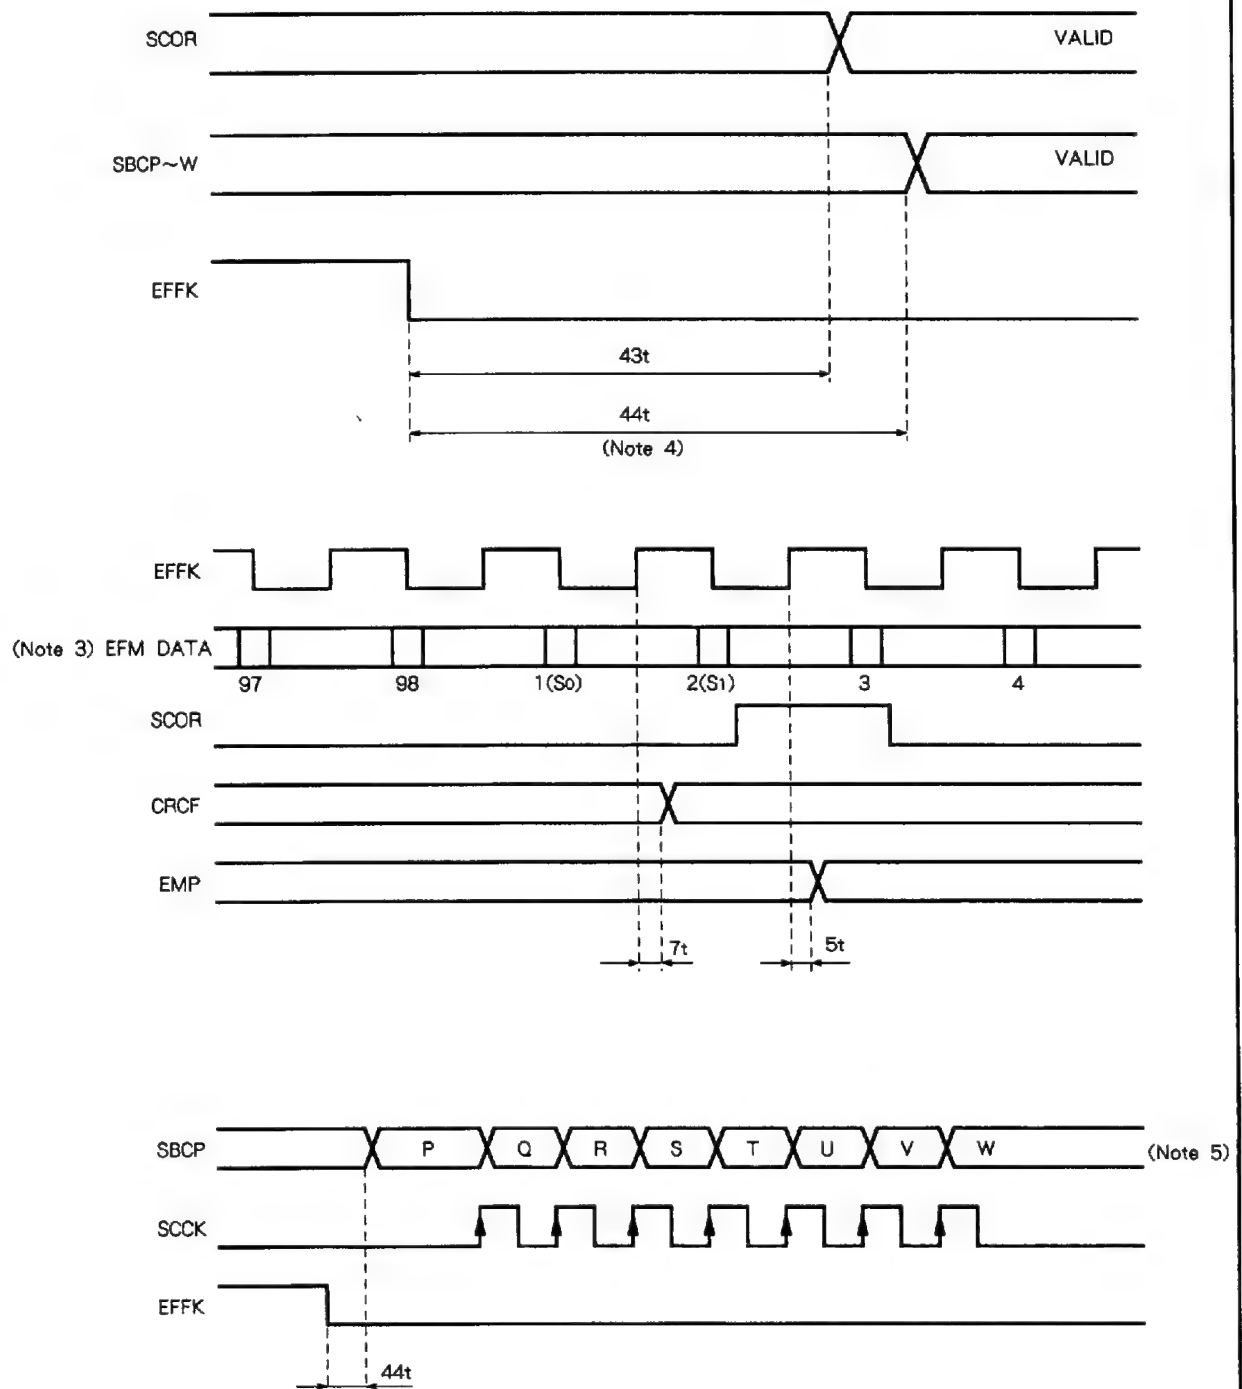 SCOR VALID
SBCP~W VALID
EFFK
43t
44t
(Note 4)
EFFK
(Note 3) EFM DATA
97 98 1(S0) 2(S1) 3 4
SCOR
CRCF
EMP
7t 5t
SBCP P Q R S T U V W (Note 5)
SCCK
EFFK
44t